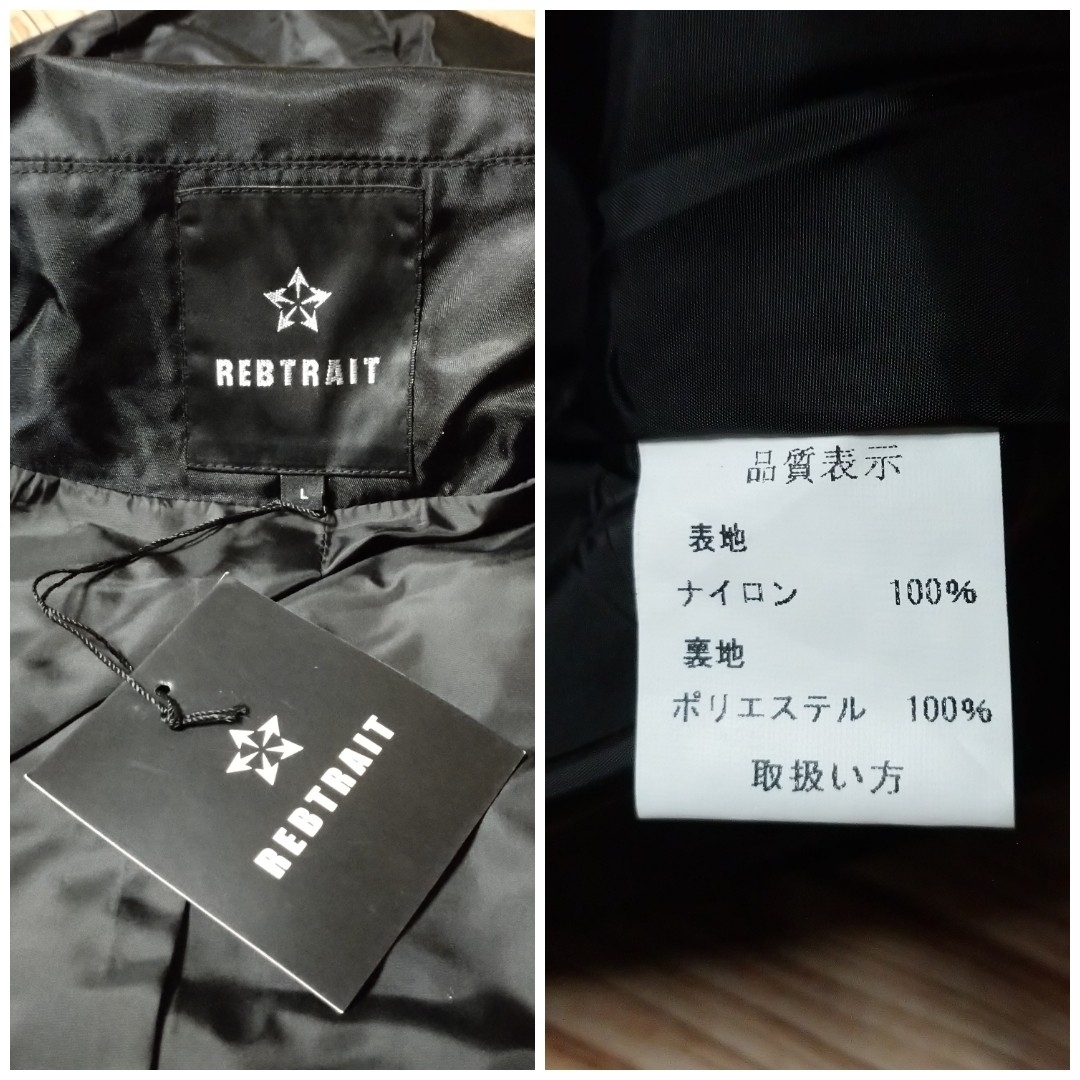 REBTRAIT
L
REBTRAIT
品質表示
表地
ナイロン 100%
裏地
ポリエステル 100%
取扱い方